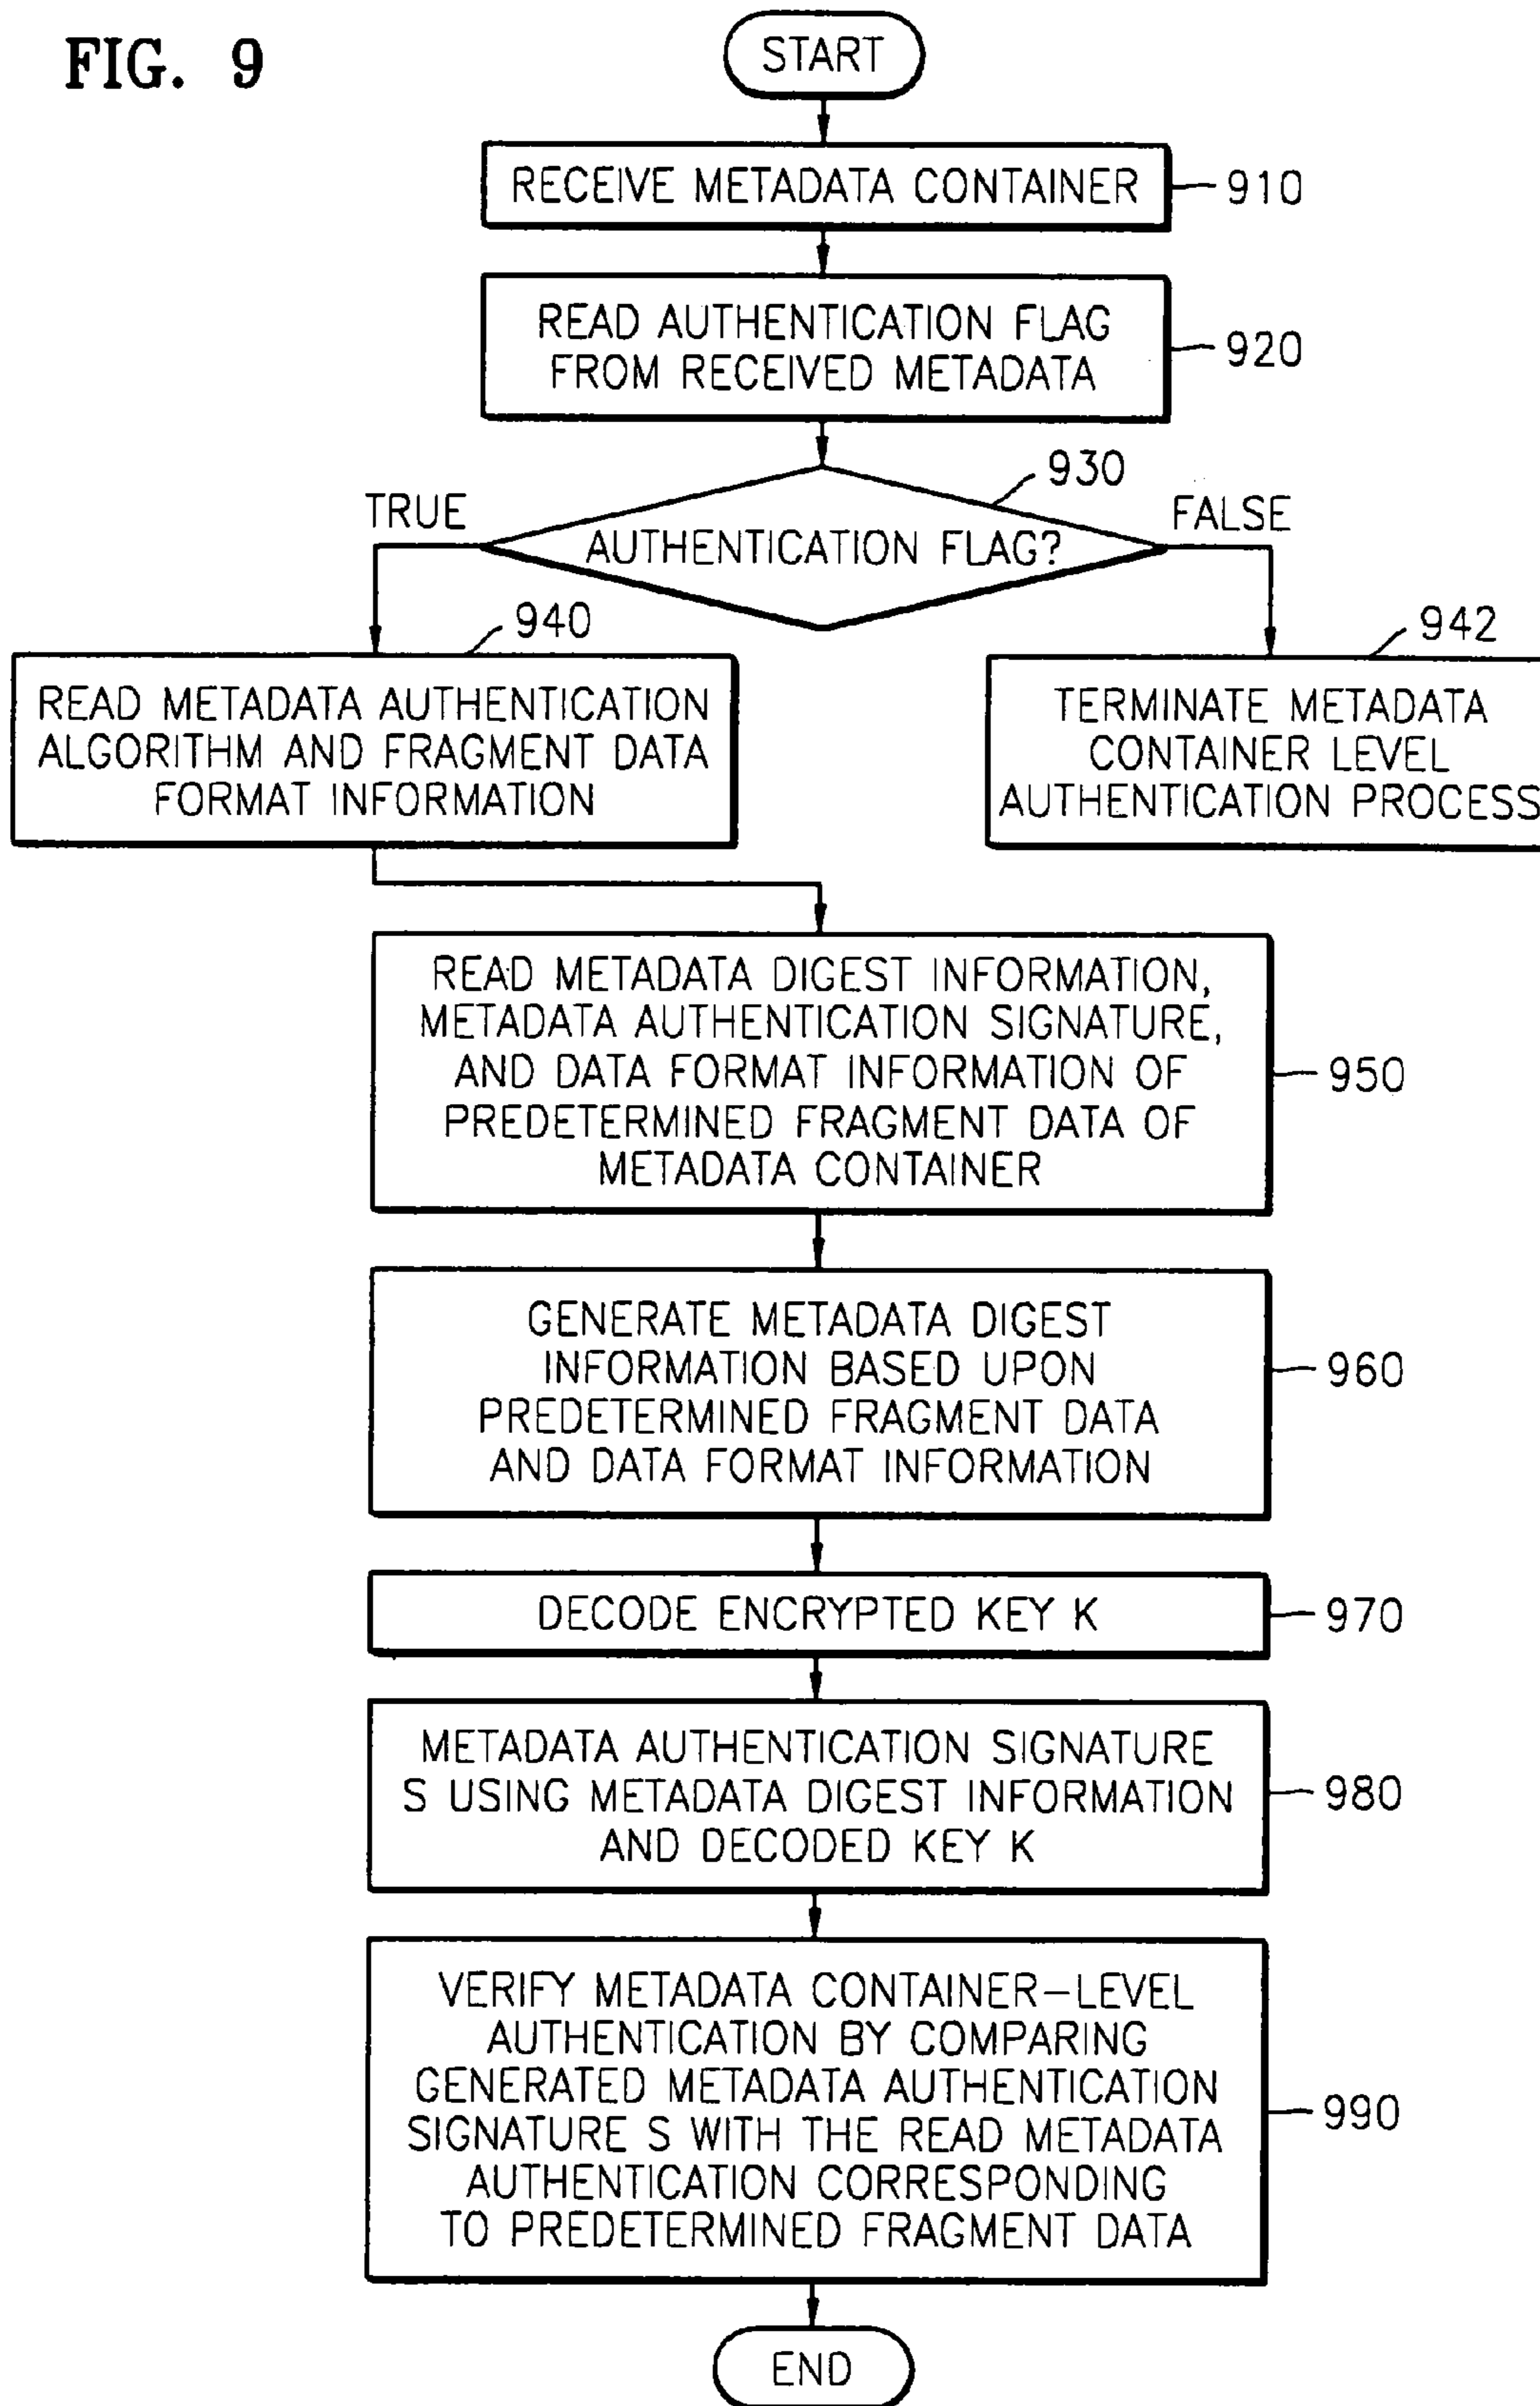 FIG. 9
START
RECEIVE METADATA CONTAINER
910
READ AUTHENTICATION FLAG
FROM RECEIVED METADATA
920
930
TRUE
FALSE
AUTHENTICATION FLAG?
940
942
READ METADATA AUTHENTICATION
ALGORITHM AND FRAGMENT DATA
FORMAT INFORMATION
TERMINATE METADATA
CONTAINER LEVEL
AUTHENTICATION PROCESS
READ METADATA DIGEST INFORMATION,
METADATA AUTHENTICATION SIGNATURE,
AND DATA FORMAT INFORMATION OF
PREDETERMINED FRAGMENT DATA OF
METADATA CONTAINER
950
GENERATE METADATA DIGEST
INFORMATION BASED UPON
PREDETERMINED FRAGMENT DATA
AND DATA FORMAT INFORMATION
960
DECODE ENCRYPTED KEY K
970
METADATA AUTHENTICATION SIGNATURE
S USING METADATA DIGEST INFORMATION
AND DECODED KEY K
980
VERIFY METADATA CONTAINER-LEVEL
AUTHENTICATION BY COMPARING
GENERATED METADATA AUTHENTICATION
SIGNATURE S WITH THE READ METADATA
AUTHENTICATION CORRESPONDING
TO PREDETERMINED FRAGMENT DATA
990
END